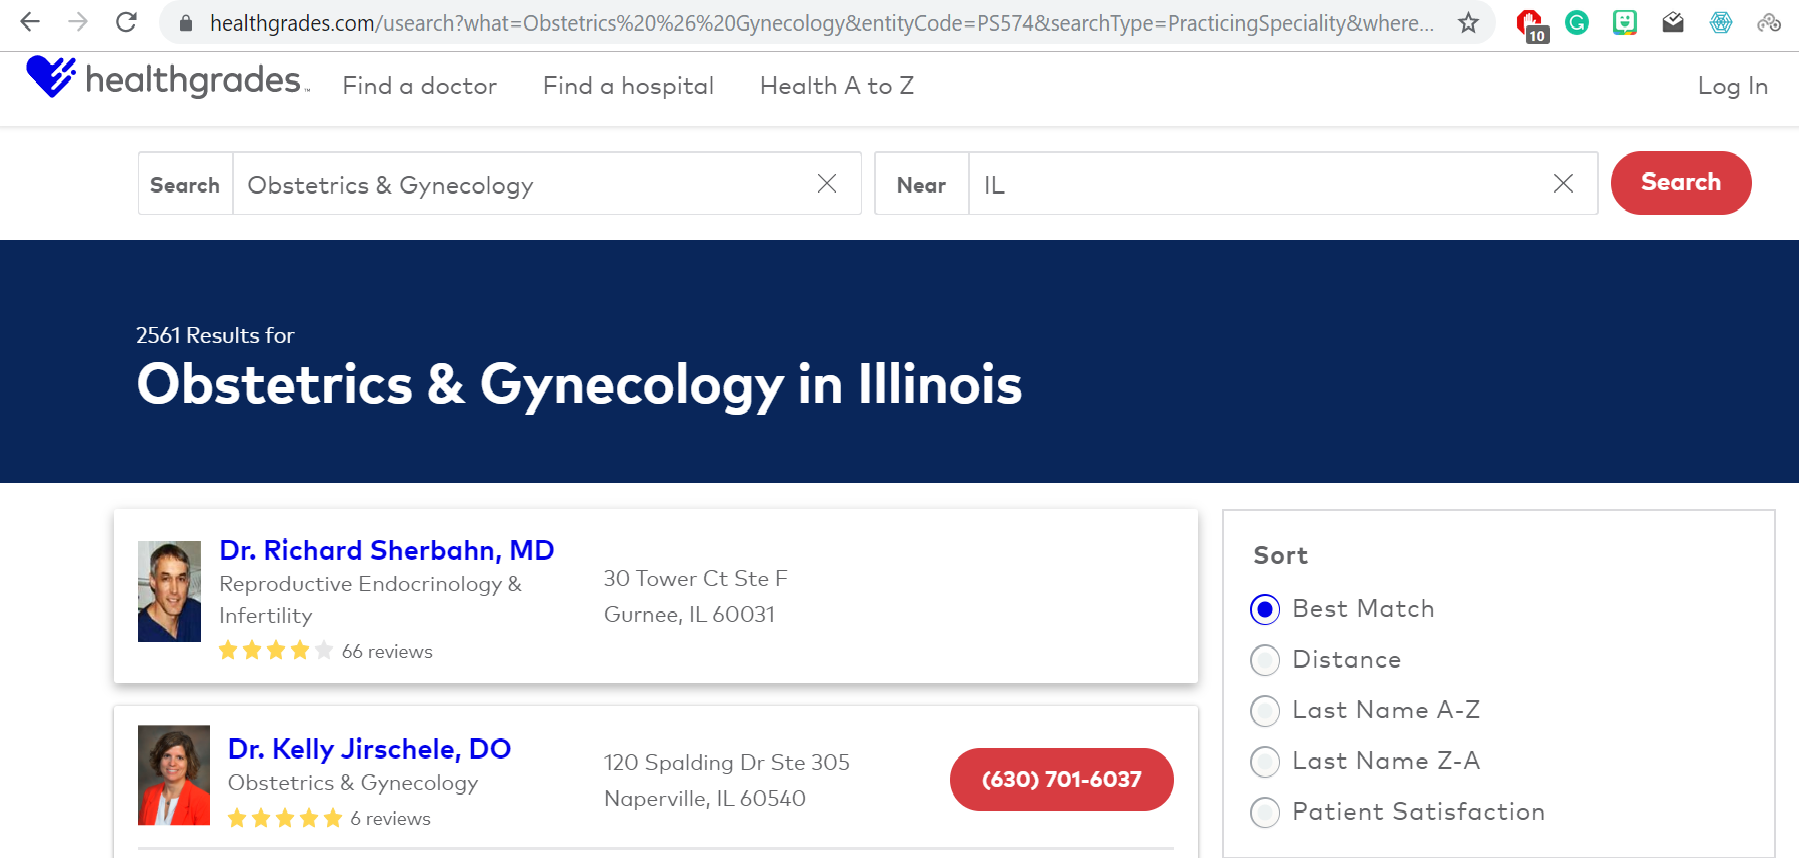 healthgrades.com/usearch?what=Obstetrics%20%26%20Gynecology&entityCode=PS574&searchType=PracticingSpeciality&where...
10
healthgrades™
Find a doctor
Find a hospital
Health A to Z
Log In
Search
Obstetrics & Gynecology
Near
IL
Search
2561 Results for
Obstetrics & Gynecology in Illinois
Dr. Richard Sherbahn, MD
Reproductive Endocrinology &
Infertility
66 reviews
30 Tower Ct Ste F
Gurnee, IL 60031
Dr. Kelly Jirschele, DO
Obstetrics & Gynecology
6 reviews
120 Spalding Dr Ste 305
Naperville, IL 60540
(630) 701-6037
Sort
Best Match
Distance
Last Name A-Z
Last Name Z-A
Patient Satisfaction